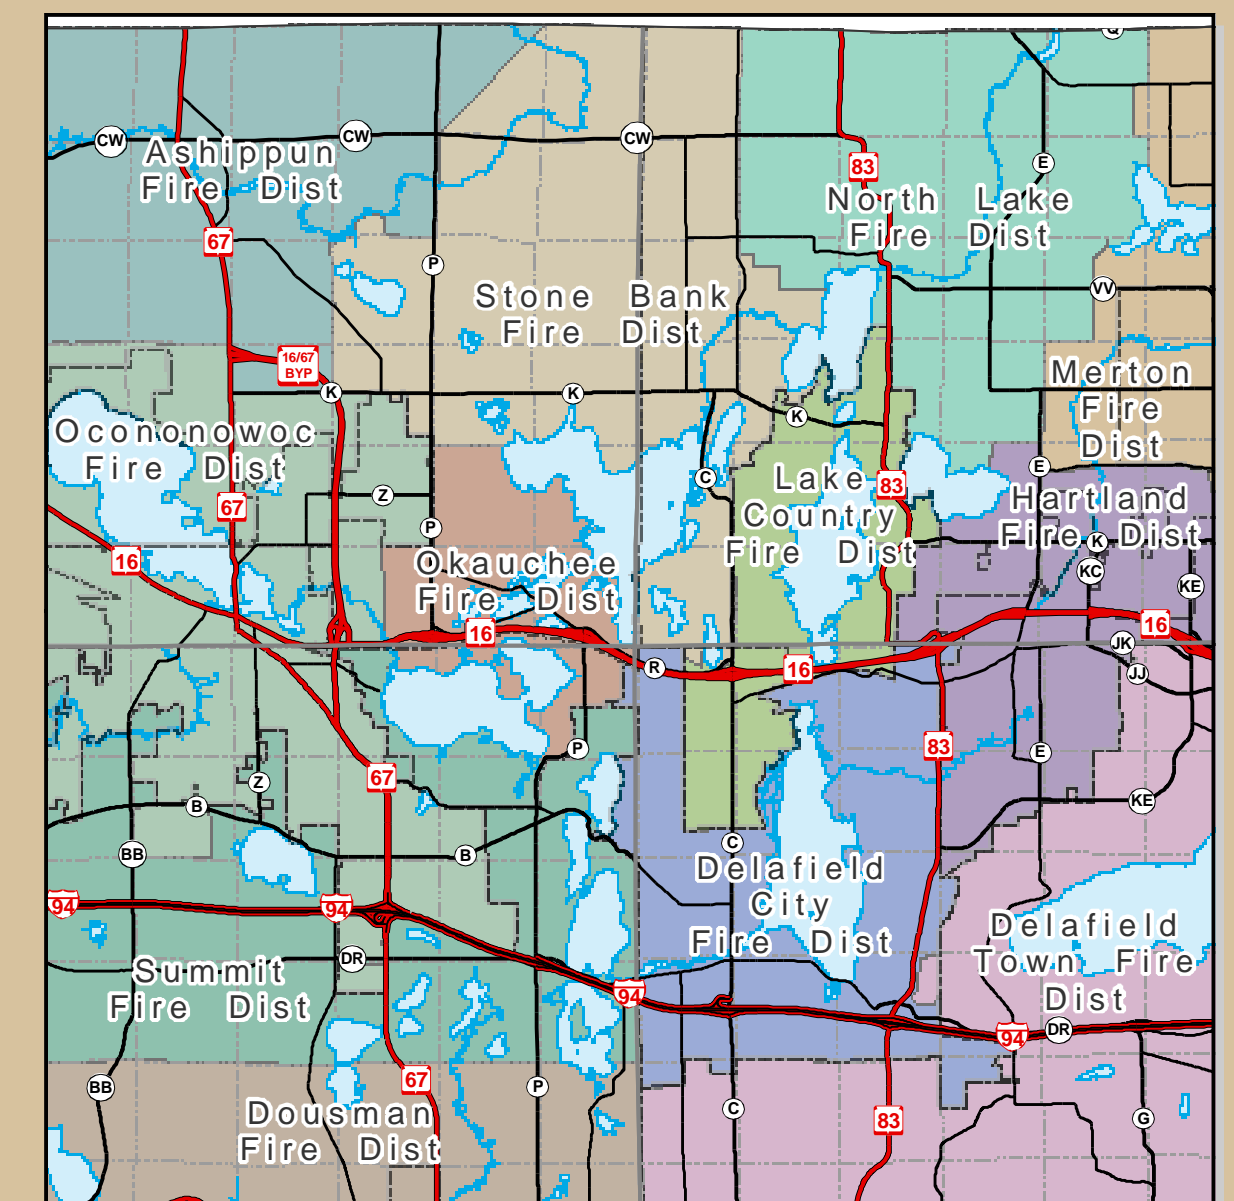 Q
CW
CW
CW
Ashippun
Fire Dist
83
E
North Lake
Fire Dist
67
P
VV
Stone Bank
Fire Dist
16/67
BYP
K
K
K
Merton
Fire
Dist
Ocononowoc
Fire Dist
67
Z
P
C
E
83
Lake
Country
Fire Dist
Hartland
Fire Dist
K
KC
KE
16
Okauchee
Fire Dist
16
16
JK
JJ
R
16
P
83
E
67
Z
B
KE
BB
B
C
Delafield
City
Fire Dist
94
94
DR
Delafield
Town Fire
Dist
Summit
Fire Dist
94
94
DR
BB
67
P
C
83
G
Dousman
Fire Dist